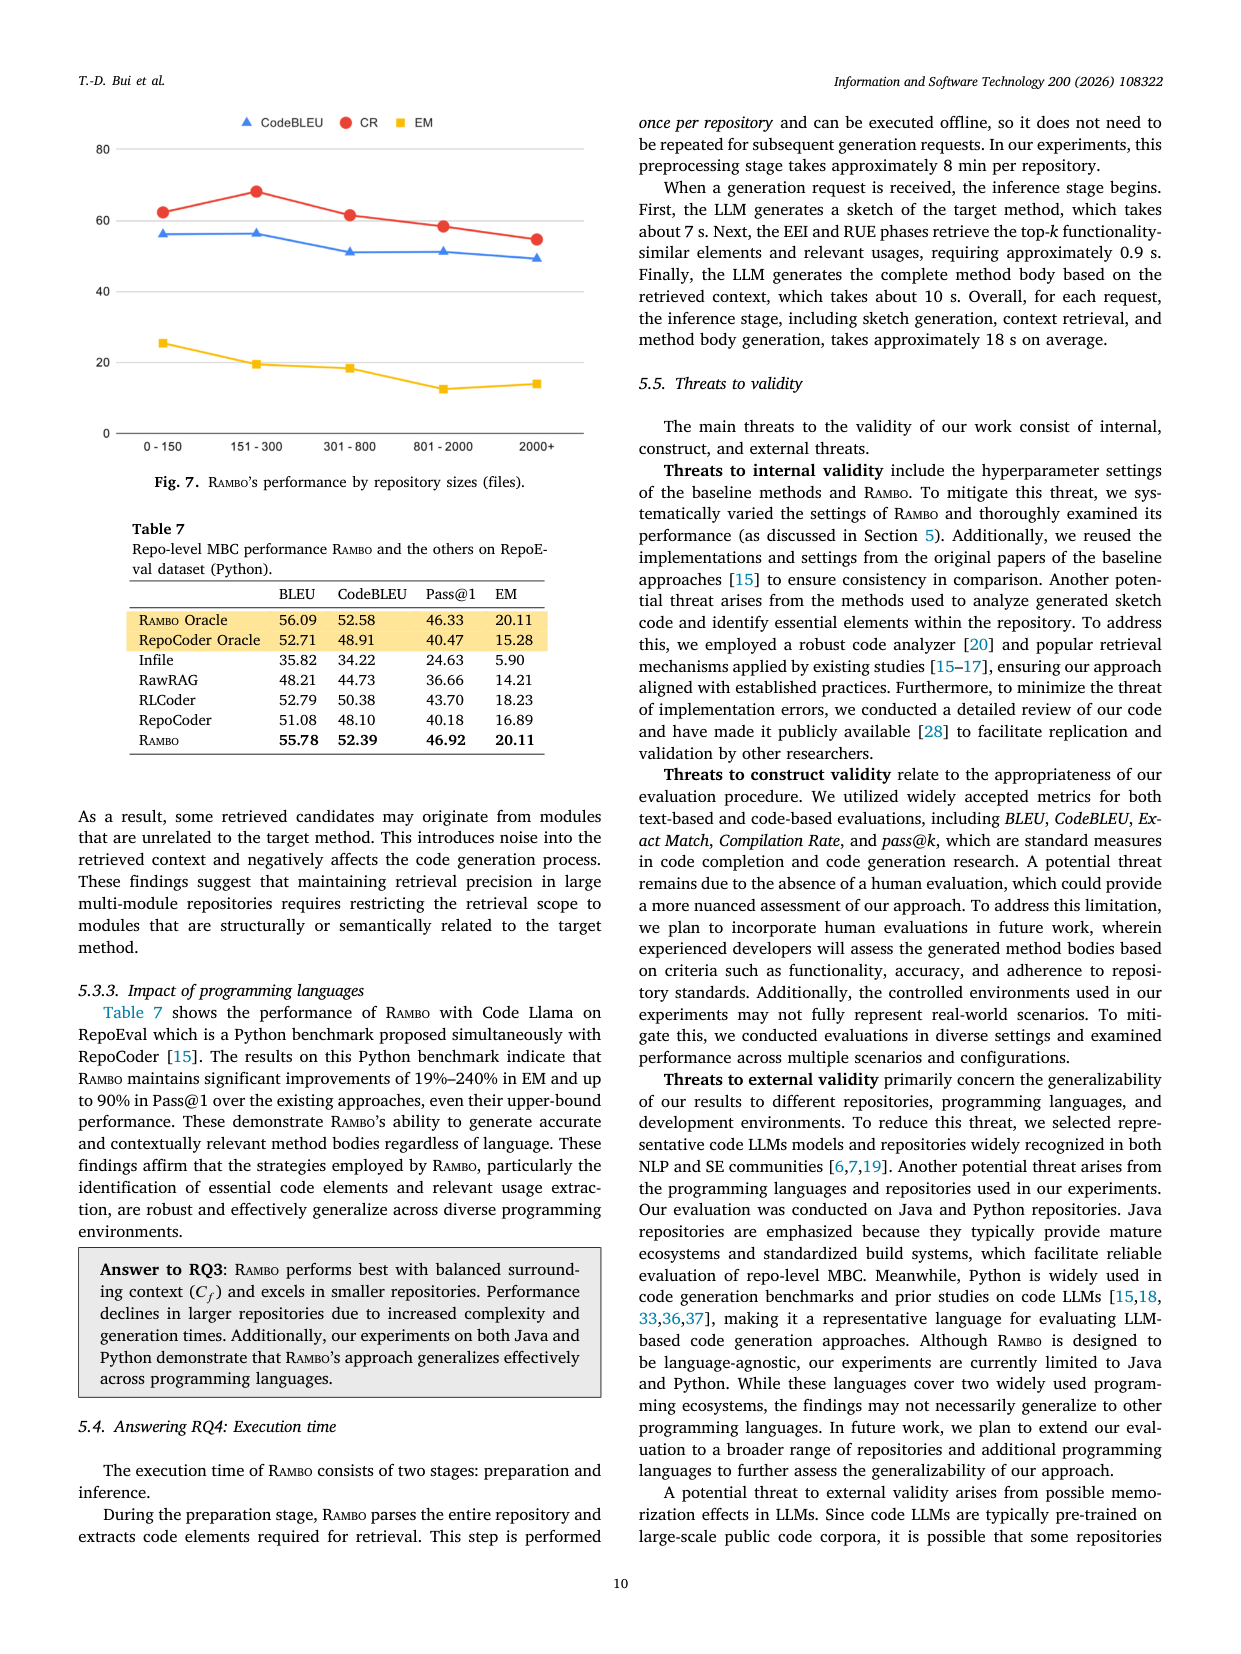 T.-D. Bui et al.
Information and Software Technology 200 (2026) 108322
CodeBLEU CR EM
80
60
40
20
0
0 - 150 151 - 300 301 - 800 801 - 2000 2000+
Fig. 7. RAMBO's performance by repository sizes (files).
Table 7
Repo-level MBC performance RAMBO and the others on RepoE-
val dataset (Python).
BLEU CodeBLEU Pass@1 EM
RAMBO Oracle 56.09 52.58 46.33 20.11
RepoCoder Oracle 52.71 48.91 40.47 15.28
Infile 35.82 34.22 24.63 5.90
RawRAG 48.21 44.73 36.66 14.21
RLCoder 52.79 50.38 43.70 18.23
RepoCoder 51.08 48.10 40.18 16.89
RAMBO 55.78 52.39 46.92 20.11
As a result, some retrieved candidates may originate from modules
that are unrelated to the target method. This introduces noise into the
retrieved context and negatively affects the code generation process.
These findings suggest that maintaining retrieval precision in large
multi-module repositories requires restricting the retrieval scope to
modules that are structurally or semantically related to the target
method.
5.3.3. Impact of programming languages
Table 7 shows the performance of RAMBO with Code Llama on
RepoEval which is a Python benchmark proposed simultaneously with
RepoCoder [15]. The results on this Python benchmark indicate that
RAMBO maintains significant improvements of 19%–240% in EM and up
to 90% in Pass@1 over the existing approaches, even their upper-bound
performance. These demonstrate RAMBO's ability to generate accurate
and contextually relevant method bodies regardless of language. These
findings affirm that the strategies employed by RAMBO, particularly the
identification of essential code elements and relevant usage extrac-
tion, are robust and effectively generalize across diverse programming
environments.
Answer to RQ3: RAMBO performs best with balanced surround-
ing context (Cf) and excels in smaller repositories. Performance
declines in larger repositories due to increased complexity and
generation times. Additionally, our experiments on both Java and
Python demonstrate that RAMBO's approach generalizes effectively
across programming languages.
5.4. Answering RQ4: Execution time
The execution time of RAMBO consists of two stages: preparation and
inference.
During the preparation stage, RAMBO parses the entire repository and
extracts code elements required for retrieval. This step is performed
once per repository and can be executed offline, so it does not need to
be repeated for subsequent generation requests. In our experiments, this
preprocessing stage takes approximately 8 min per repository.
When a generation request is received, the inference stage begins.
First, the LLM generates a sketch of the target method, which takes
about 7 s. Next, the EEI and RUE phases retrieve the top-k functionality-
similar elements and relevant usages, requiring approximately 0.9 s.
Finally, the LLM generates the complete method body based on the
retrieved context, which takes about 10 s. Overall, for each request,
the inference stage, including sketch generation, context retrieval, and
method body generation, takes approximately 18 s on average.
5.5. Threats to validity
The main threats to the validity of our work consist of internal,
construct, and external threats.
Threats to internal validity include the hyperparameter settings
of the baseline methods and RAMBO. To mitigate this threat, we sys-
tematically varied the settings of RAMBO and thoroughly examined its
performance (as discussed in Section 5). Additionally, we reused the
implementations and settings from the original papers of the baseline
approaches [15] to ensure consistency in comparison. Another poten-
tial threat arises from the methods used to analyze generated sketch
code and identify essential elements within the repository. To address
this, we employed a robust code analyzer [20] and popular retrieval
mechanisms applied by existing studies [15–17], ensuring our approach
aligned with established practices. Furthermore, to minimize the threat
of implementation errors, we conducted a detailed review of our code
and have made it publicly available [28] to facilitate replication and
validation by other researchers.
Threats to construct validity relate to the appropriateness of our
evaluation procedure. We utilized widely accepted metrics for both
text-based and code-based evaluations, including BLEU, CodeBLEU, Ex-
act Match, Compilation Rate, and pass@k, which are standard measures
in code completion and code generation research. A potential threat
remains due to the absence of a human evaluation, which could provide
a more nuanced assessment of our approach. To address this limitation,
we plan to incorporate human evaluations in future work, wherein
experienced developers will assess the generated method bodies based
on criteria such as functionality, accuracy, and adherence to reposi-
tory standards. Additionally, the controlled environments used in our
experiments may not fully represent real-world scenarios. To miti-
gate this, we conducted evaluations in diverse settings and examined
performance across multiple scenarios and configurations.
Threats to external validity primarily concern the generalizability
of our results to different repositories, programming languages, and
development environments. To reduce this threat, we selected repre-
sentative code LLMs models and repositories widely recognized in both
NLP and SE communities [6,7,19]. Another potential threat arises from
the programming languages and repositories used in our experiments.
Our evaluation was conducted on Java and Python repositories. Java
repositories are emphasized because they typically provide mature
ecosystems and standardized build systems, which facilitate reliable
evaluation of repo-level MBC. Meanwhile, Python is widely used in
code generation benchmarks and prior studies on code LLMs [15,18,
33,36,37], making it a representative language for evaluating LLM-
based code generation approaches. Although RAMBO is designed to
be language-agnostic, our experiments are currently limited to Java
and Python. While these languages cover two widely used program-
ming ecosystems, the findings may not necessarily generalize to other
programming languages. In future work, we plan to extend our eval-
uation to a broader range of repositories and additional programming
languages to further assess the generalizability of our approach.
A potential threat to external validity arises from possible memo-
rization effects in LLMs. Since code LLMs are typically pre-trained on
large-scale public code corpora, it is possible that some repositories
10